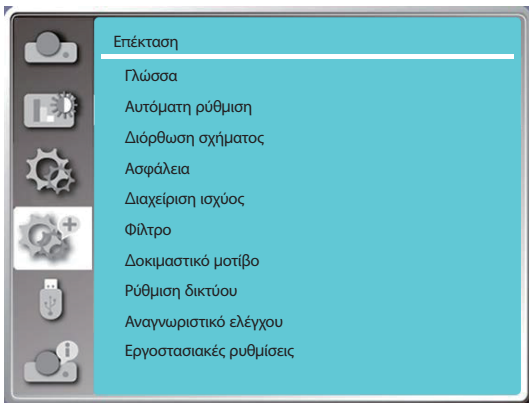 Επέκταση
Γλώσσα
Αυτόματη ρύθμιση
Διόρθωση σχήματος
Ασφάλεια
Διαχείριση ισχύος
Φίλτρο
Δοκιμαστικό μοτίβο
Ρύθμιση δικτύου
Αναγνωριστικό ελέγχου
Εργοστασιακές ρυθμίσεις